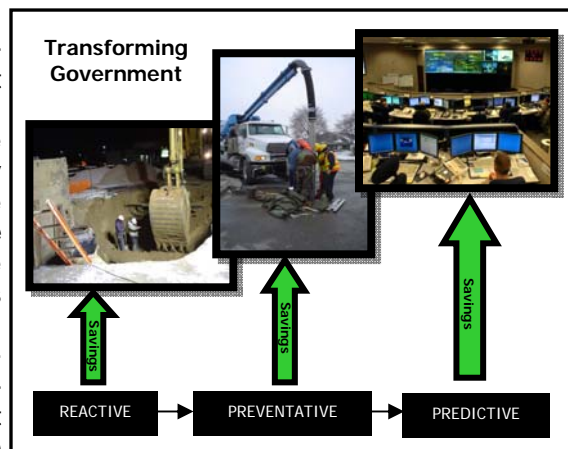 Transforming
Government
Savings
Savings
Savings
REACTIVE
PREVENTATIVE
PREDICTIVE